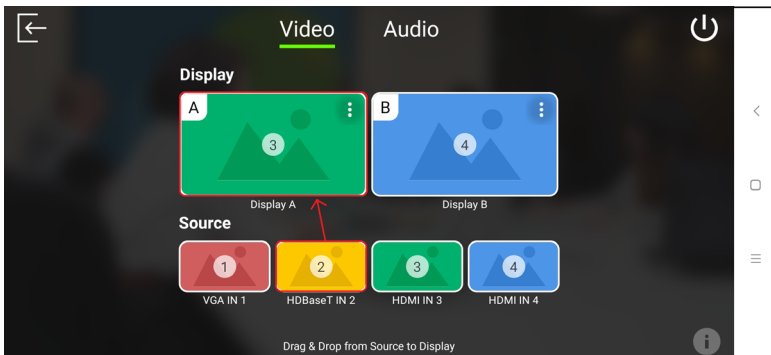 Video Audio
Display
A
3
B
4
Display A Display B
Source
1 2 3 4
VGA IN 1 HDBaseT IN 2 HDMI IN 3 HDMI IN 4
Drag & Drop from Source to Display
i